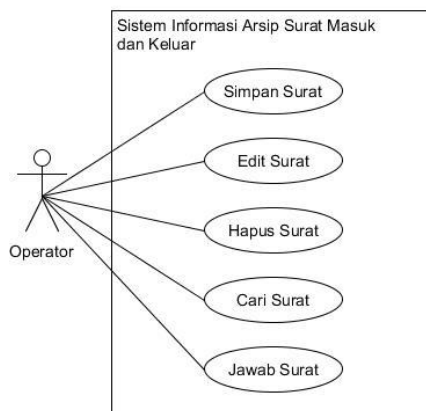 Sistem Informasi Arsip Surat Masuk
dan Keluar
Simpan Surat
Edit Surat
Hapus Surat
Operator
Cari Surat
Jawab Surat